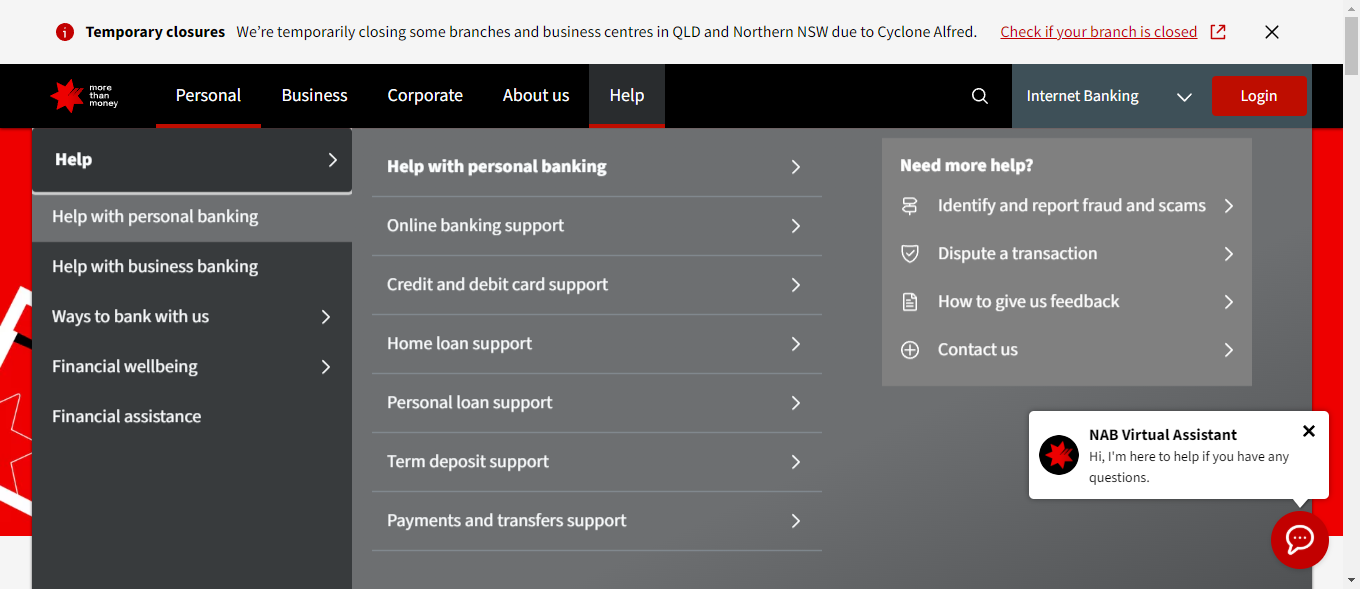 Temporary closures We’re temporarily closing some branches and business centres in QLD and Northern NSW due to Cyclone Alfred. Check if your branch is closed
more
than
money
Personal Business Corporate About us Help Internet Banking Login
Help
Help with personal banking
Help with business banking
Ways to bank with us
Financial wellbeing
Financial assistance
Help with personal banking
Online banking support
Credit and debit card support
Home loan support
Personal loan support
Term deposit support
Payments and transfers support
Need more help?
Identify and report fraud and scams
Dispute a transaction
How to give us feedback
Contact us
NAB Virtual Assistant
Hi, I'm here to help if you have any
questions.